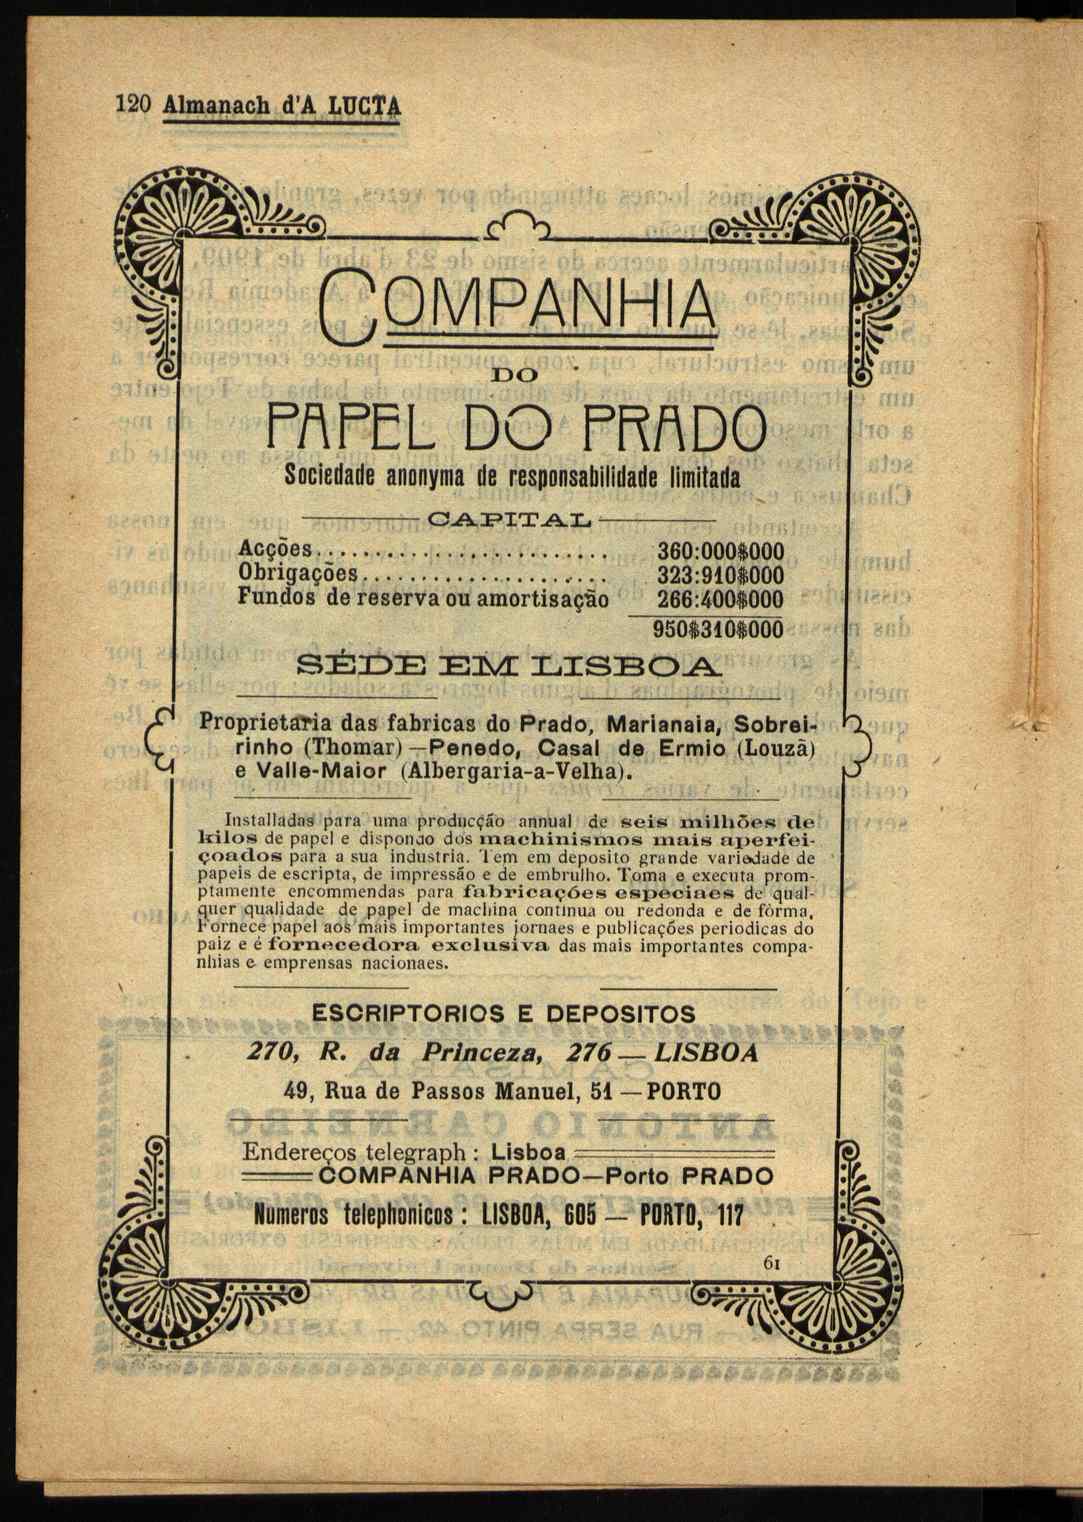 120 Almanach d'A LUCTA
COMPANHIA
DO
PAPEL DO PRADO
Sociedade anonyma de responsabilidade limitada
CAPITAL
Acções......................... 360:000$000
Obrigações..................... 323:910$000
Fundos de reserva ou amortisação 266:400$000
950$310$000
SÉDE EM LISBOA
Proprietaria das fabricas do Prado, Marianaia, Sobrei-
rinho (Thomar)—Penedo, Casal de Ermio (Louzã)
e Valle-Maior (Albergaria-a-Velha).
Installadas para uma producção annual de seis milhões de
kilos de papel e dispondo dos machinismos mais aperfei-
çoados para a sua industria. Tem em deposito grande variedade de
papeis de escripta, de impressão e de embrulho. Toma e executa prom-
ptamente encommendas para fabricações especiaes de qual-
quer qualidade de papel de machina continua ou redonda e de fórma.
Fornece papel aos mais importantes jornaes e publicações periodicas do
paiz e é fornecedora exclusiva das mais importantes compa-
nhias e emprensas nacionaes.
ESCRIPTORIOS E DEPOSITOS
270, R. da Princeza, 276—LISBOA
49, Rua de Passos Manuel, 51—PORTO
Endereços telegraph: Lisboa
COMPANHIA PRADO—Porto PRADO
Numeros telephonicos: LISBOA, 605 — PORTO, 117
61